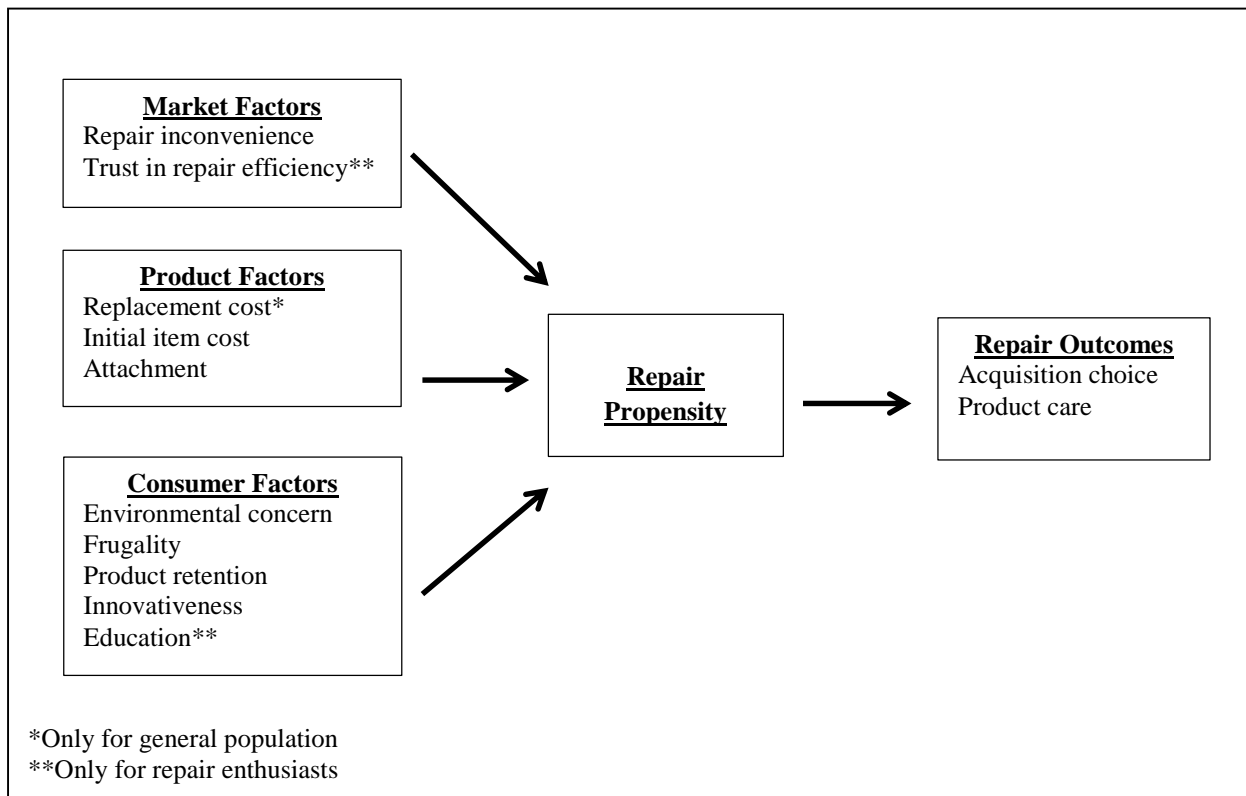 Market Factors
Repair inconvenience
Trust in repair efficiency**
Product Factors
Replacement cost*
Initial item cost
Attachment
Consumer Factors
Environmental concern
Frugality
Product retention
Innovativeness
Education**
Repair
Propensity
Repair Outcomes
Acquisition choice
Product care
*Only for general population
**Only for repair enthusiasts